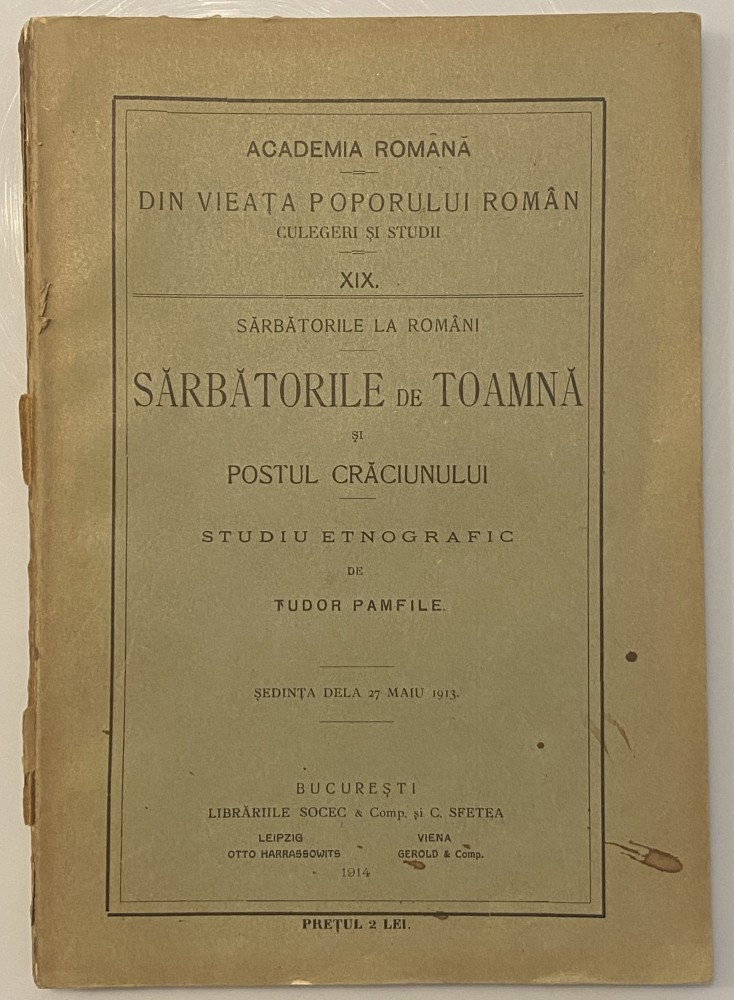 ACADEMIA ROMÂNĂ
DIN VIEAȚA POPORULUI ROMÂN
CULEGERI ȘI STUDII
XIX.
SĂRBĂTORILE LA ROMÂNI
SĂRBĂTORILE DE TOAMNĂ
ȘI
POSTUL CRĂCIUNULUI
STUDIU ETNOGRAFIC
DE
TUDOR PAMFILE.
ȘEDINȚA DELA 27 MAIU 1913.
BUCUREȘTI
LIBRĂRIILE SOCEC & Comp. și C. SFETEA
LEIPZIG VIENA
OTTO HARRASSOWITS GEROLD & Comp.
1914
PREȚUL 2 LEI.